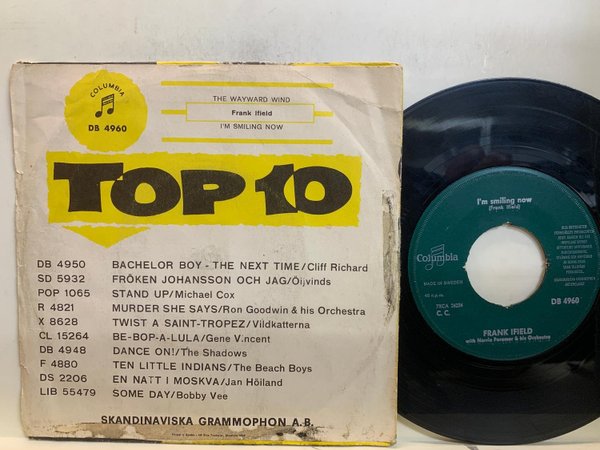 COLUMBIA
DB 4960
THE WAYWARD WIND
Frank Ifield
I'M SMILING NOW
TOP 10
DB 4950 BACHELOR BOY - THE NEXT TIME/Cliff Richard
SD 5932 FRÖKEN JOHANSSON OCH JAG/Öijvinds
POP 1065 STAND UP/Michael Cox
R 4821 MURDER SHE SAYS/Ron Goodwin & his Orchestra
X 8628 TWIST A SAINT-TROPEZ/Vildkatterna
CL 15264 BE-BOP-A-LULA/Gene Vincent
DB 4948 DANCE ON!/The Shadows
F 4880 TEN LITTLE INDIANS/The Beach Boys
DS 2206 EN NATT I MOSKVA/Jan Höiland
LIB 55479 SOME DAY/Bobby Vee
SKANDINAVISKA GRAMMOPHON A.B.
I'm smiling now
(Frank Ifield)
Columbia
MADE IN SWEDEN
7XCA 24284
C. C.
DB 4960
FRANK IFIELD
with Norrie Paramor & his Orchestra